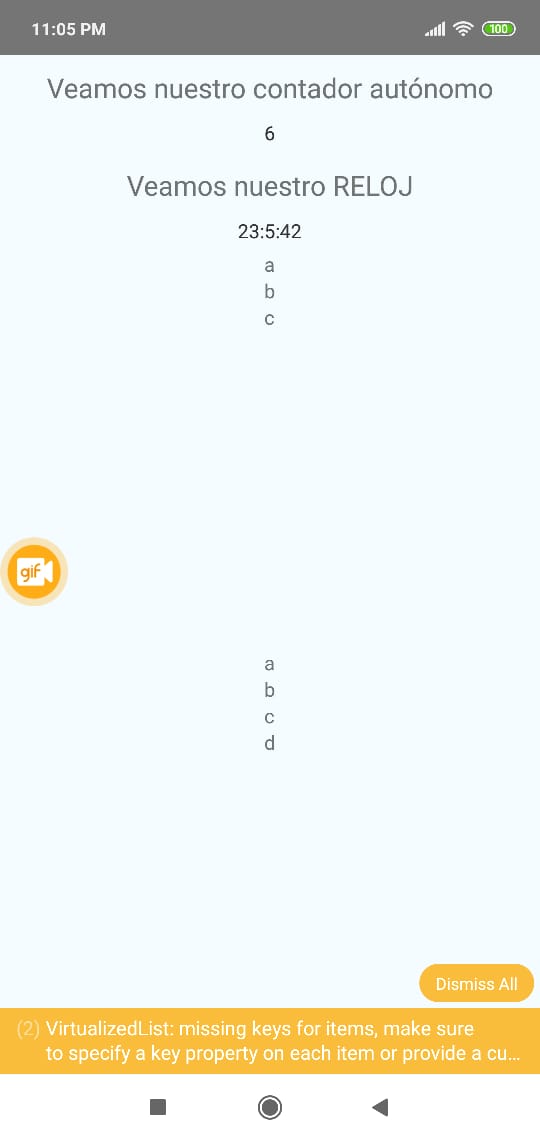 11:05 PM
100
Veamos nuestro contador autónomo
6
Veamos nuestro RELOJ
23:5:42
a
b
c
gif
a
b
c
d
Dismiss All
(2) VirtualizedList: missing keys for items, make sure
to specify a key property on each item or provide a cu...